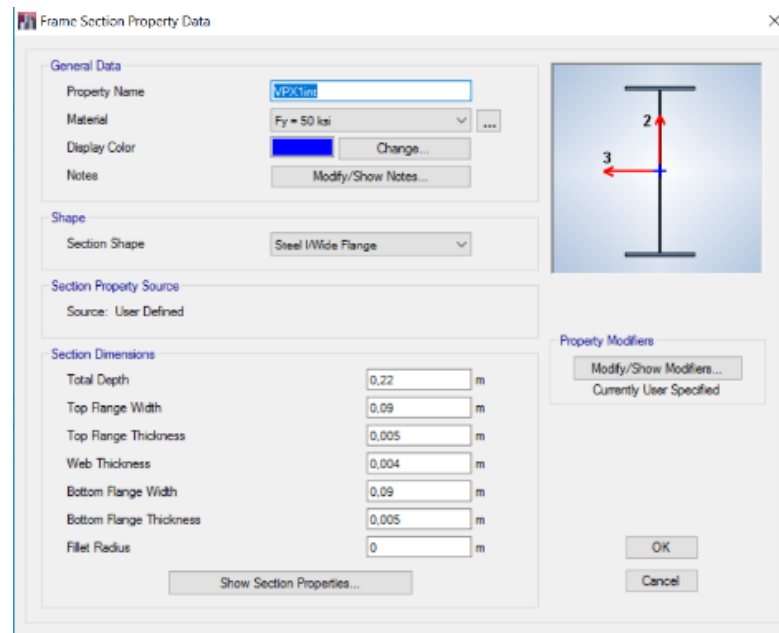 Frame Section Property Data
General Data
Property Name VPX1int
Material Fy = 50 ksi ...
Display Color Change...
Notes Modify/Show Notes...
Shape
Section Shape Steel I/Wide Flange
Section Property Source
Source: User Defined
Section Dimensions
Total Depth 0,22 m
Top Flange Width 0,09 m
Top Flange Thickness 0,005 m
Web Thickness 0,004 m
Bottom Flange Width 0,09 m
Bottom Flange Thickness 0,005 m
Fillet Radius 0 m
Show Section Properties...
2
3
Property Modifiers
Modify/Show Modifiers...
Currently User Specified
OK
Cancel